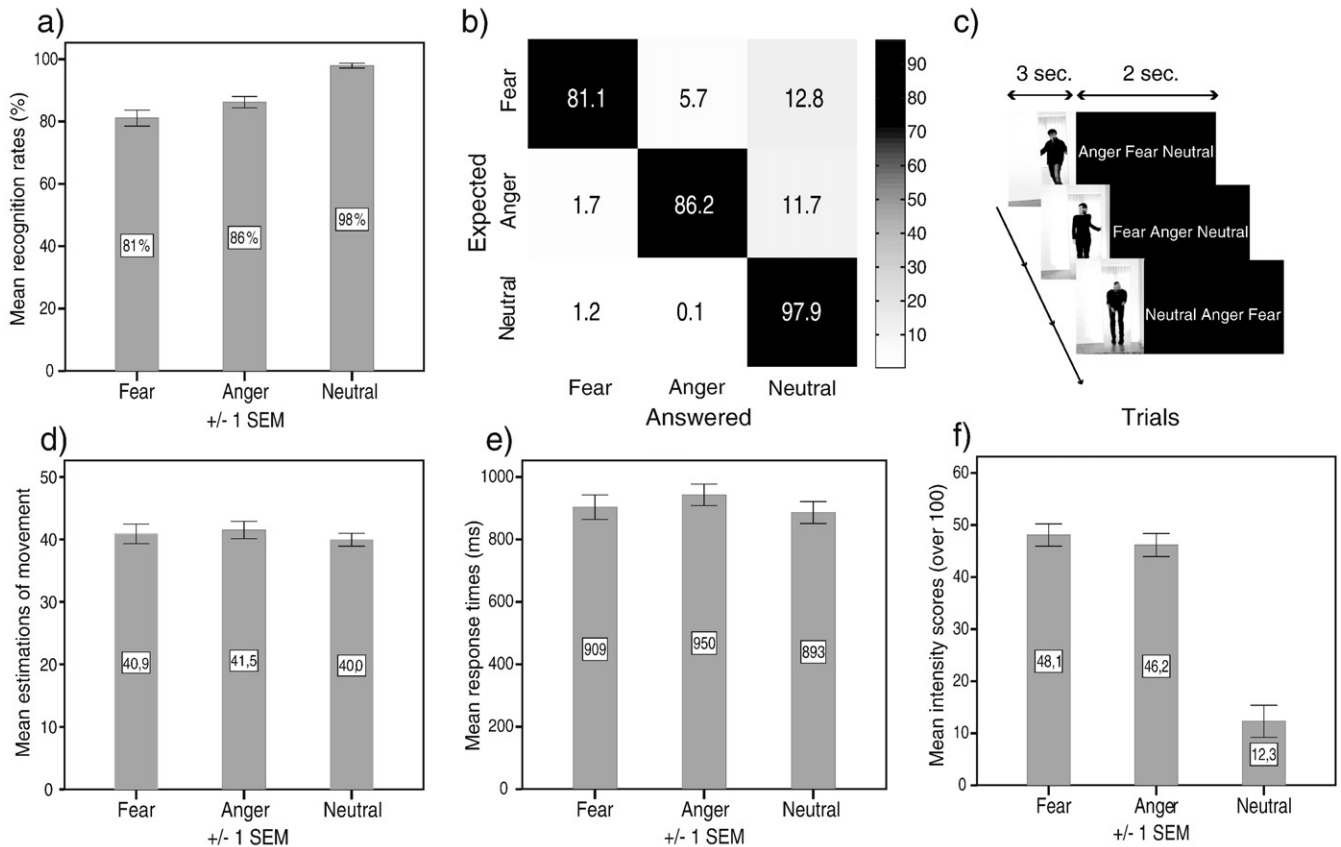 a)
Mean recognition rates (%)
100
80
60
40
20
0
81%
86%
98%
Fear Anger Neutral
+/- 1 SEM
b)
Expected
Fear
Anger
Neutral
81.1 5.7 12.8
1.7 86.2 11.7
1.2 0.1 97.9
Fear Anger Neutral
Answered
90
80
70
60
50
40
30
20
10
c)
3 sec. 2 sec.
Anger Fear Neutral
Fear Anger Neutral
Neutral Anger Fear
Trials
d)
Mean estimations of movement
50
40
30
20
10
0
40,9
41,5
40,0
Fear Anger Neutral
+/- 1 SEM
e)
Mean response times (ms)
1000
800
600
400
200
0
909
950
893
Fear Anger Neutral
+/- 1 SEM
f)
Mean intensity scores (over 100)
60
50
40
30
20
10
0
48,1
46,2
12,3
Fear Anger Neutral
+/- 1 SEM